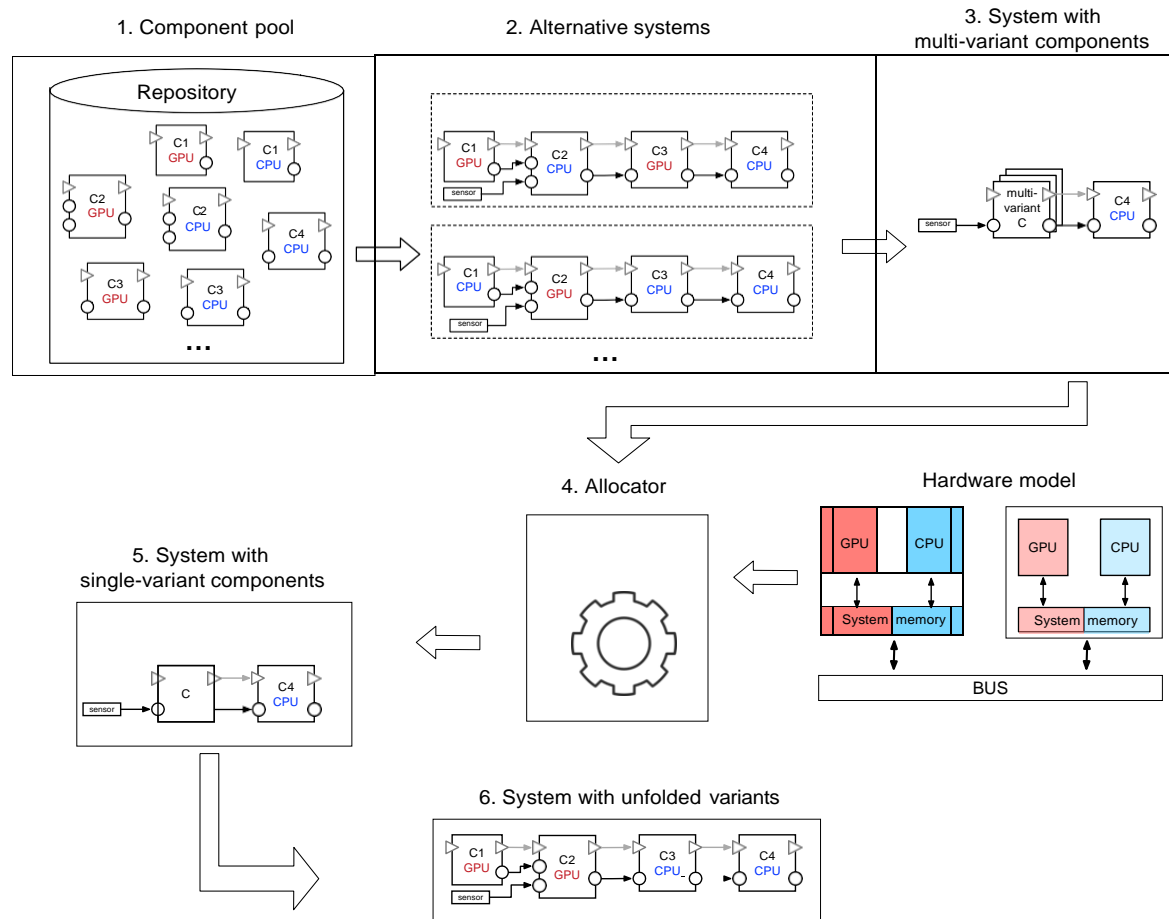 1. Component pool
2. Alternative systems
3. System with
multi-variant components
Repository
C1
GPU
C1
CPU
C2
GPU
C2
CPU
C4
CPU
C3
GPU
C3
CPU
...
C1
GPU
C2
CPU
C3
GPU
C4
CPU
sensor
C1
CPU
C2
GPU
C3
CPU
C4
CPU
sensor
...
multi-
variant
C
C4
CPU
sensor
4. Allocator
Hardware model
GPU
CPU
System memory
GPU
CPU
System memory
BUS
5. System with
single-variant components
C
C4
CPU
sensor
6. System with unfolded variants
C1
GPU
C2
GPU
C3
CPU_
C4
CPU
sensor